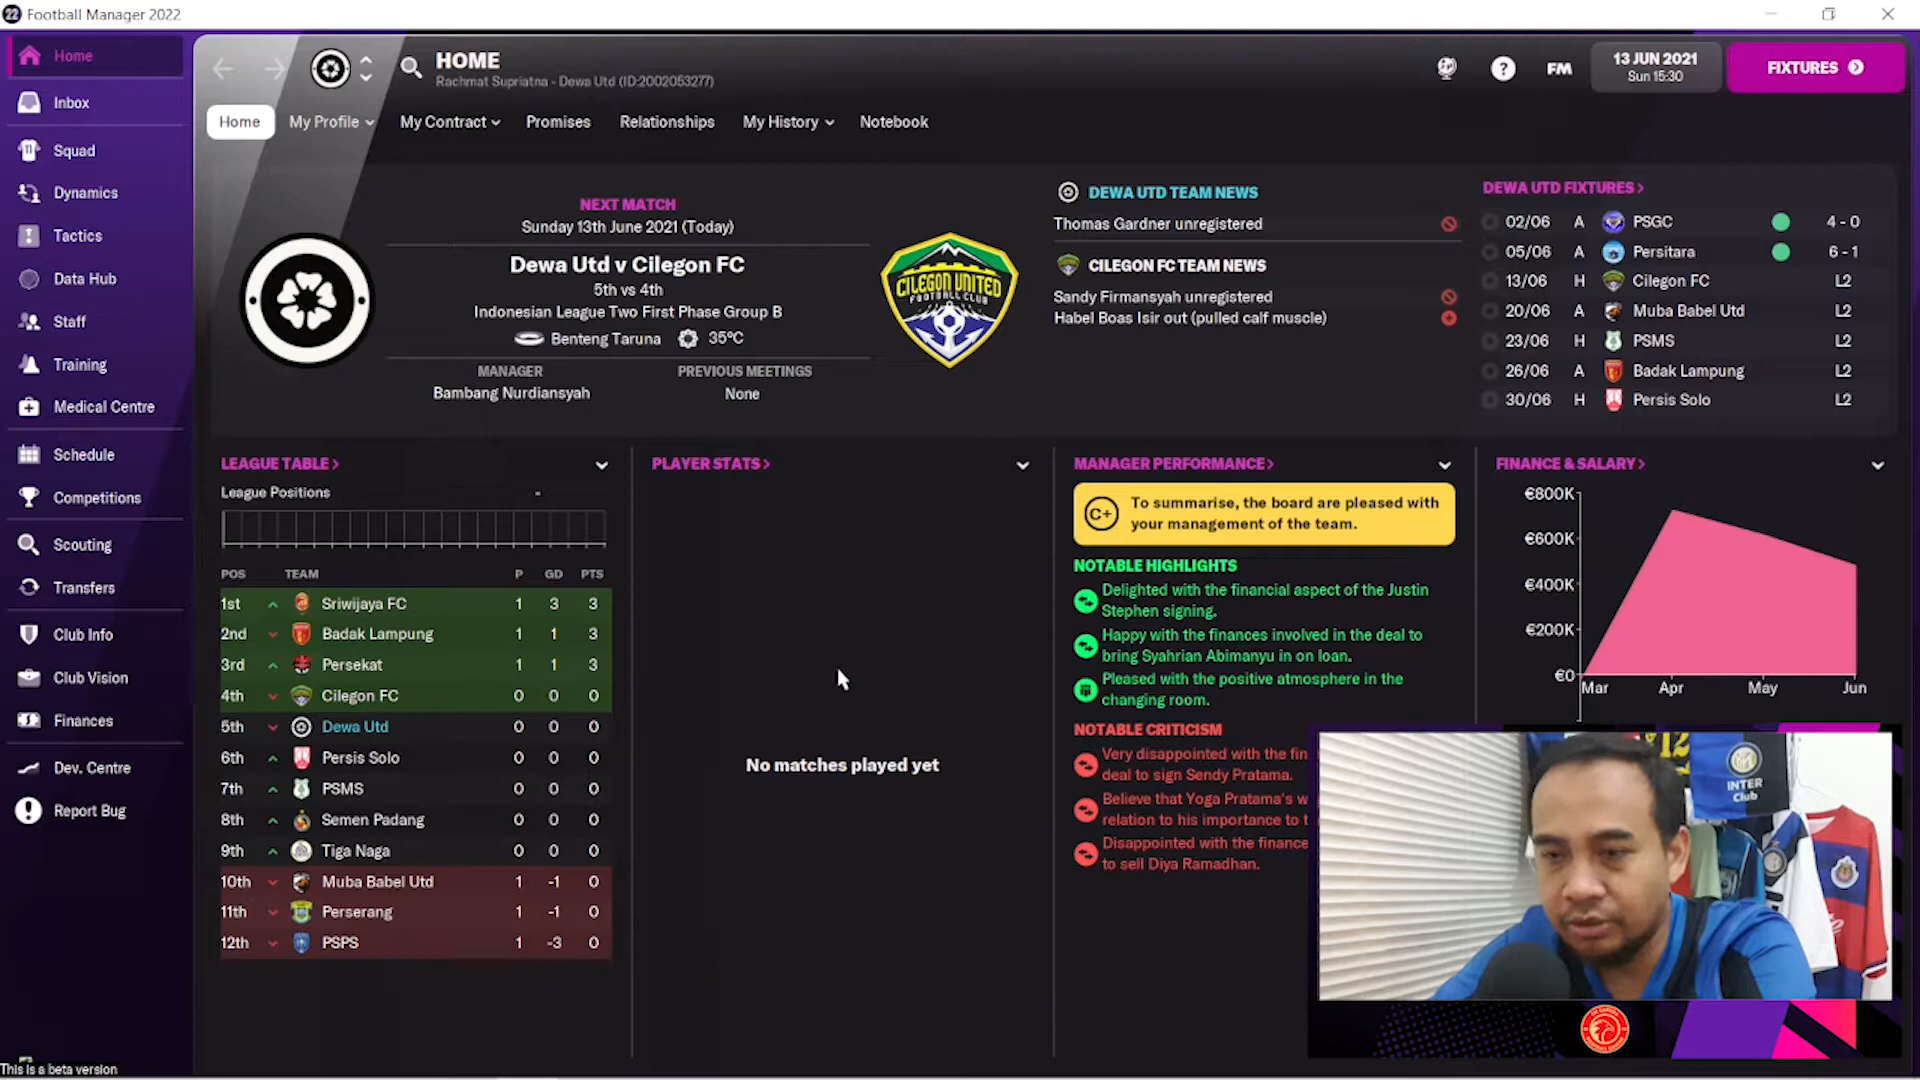 Football Manager 2022
Home
Inbox
Squad
Dynamics
Tactics
Data Hub
Staff
Training
Medical Centre
Schedule
Competitions
Scouting
Transfers
Club Info
Club Vision
Finances
Dev. Centre
Report Bug
This is a beta version
HOME
Rachmat Supriatna - Dewa Utd (ID:2002053277)
FM
13 JUN 2021
Sun 15:30
FIXTURES
Home My Profile My Contract Promises Relationships My History Notebook
NEXT MATCH
Sunday 13th June 2021 (Today)
Dewa Utd v Cilegon FC
5th vs 4th
Indonesian League Two First Phase Group B
Benteng Taruna 35°C
MANAGER
Bambang Nurdiansyah
PREVIOUS MEETINGS
None
CILEGON UNITED
FOOTBALL CLUB
DEWA UTD TEAM NEWS
Thomas Gardner unregistered
CILEGON FC TEAM NEWS
Sandy Firmansyah unregistered
Habel Boas Isir out (pulled calf muscle)
DEWA UTD FIXTURES >
02/06 A PSGC 4 - 0
05/06 A Persitara 6 - 1
13/06 H Cilegon FC L2
20/06 A Muba Babel Utd L2
23/06 H PSMS L2
26/06 A Badak Lampung L2
30/06 H Persis Solo L2
LEAGUE TABLE >
League Positions -
POS TEAM P GD PTS
1st Sriwijaya FC 1 3 3
2nd Badak Lampung 1 1 3
3rd Persekat 1 1 3
4th Cilegon FC 0 0 0
5th Dewa Utd 0 0 0
6th Persis Solo 0 0 0
7th PSMS 0 0 0
8th Semen Padang 0 0 0
9th Tiga Naga 0 0 0
10th Muba Babel Utd 1 -1 0
11th Perserang 1 -1 0
12th PSPS 1 -3 0
PLAYER STATS >
No matches played yet
MANAGER PERFORMANCE >
C+
To summarise, the board are pleased with
your management of the team.
NOTABLE HIGHLIGHTS
Delighted with the financial aspect of the Justin
Stephen signing.
Happy with the finances involved in the deal to
bring Syahrian Abimanyu in on loan.
Pleased with the positive atmosphere in the
changing room.
NOTABLE CRITICISM
Very disappointed with the fin
deal to sign Sendy Pratama.
Believe that Yoga Pratama's w
relation to his importance to t
Disappointed with the finance
to sell Diya Ramadhan.
FINANCE & SALARY >
€800K
€600K
€400K
€200K
€0
Mar Apr May Jun
INTER
Club